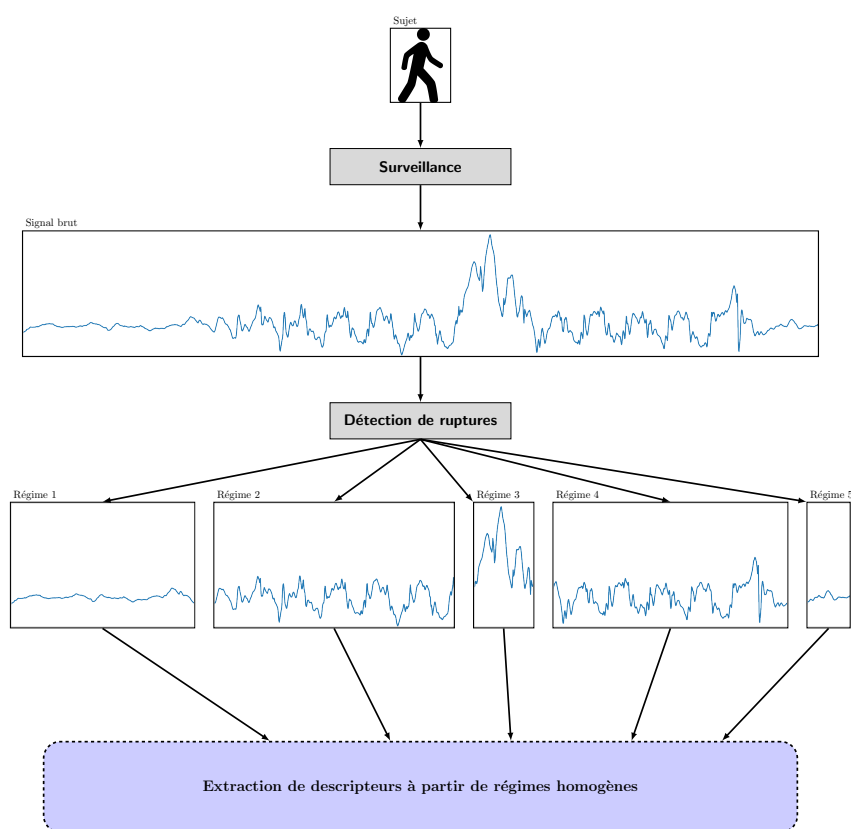 Sujet
Surveillance
Signal brut
Détection de ruptures
Régime 1
Régime 2
Régime 3
Régime 4
Régime 5
Extraction de descripteurs à partir de régimes homogènes